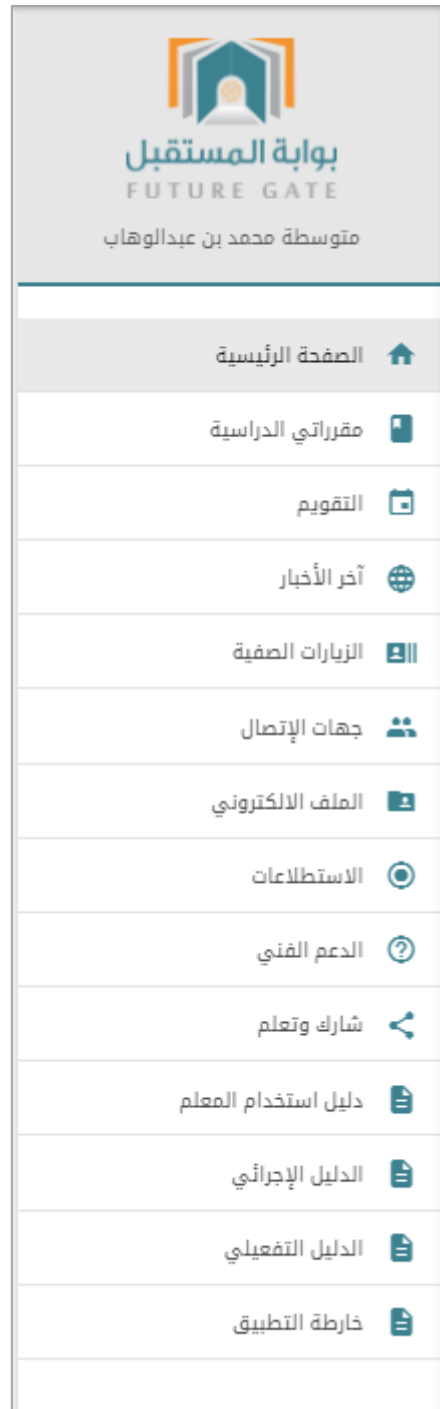 بوابة المستقبل
FUTURE GATE
متوسطة محمد بن عبدالوهاب
الصفحة الرئيسية
مقرراتي الدراسية
التقويم
آخر الأخبار
الزيارات الصفية
جهات الإتصال
الملف الالكتروني
الاستطلاعات
الدعم الفني
شارك وتعلم
دليل استخدام المعلم
الدليل الإجرائي
الدليل التفعيلي
خارطة التطبيق